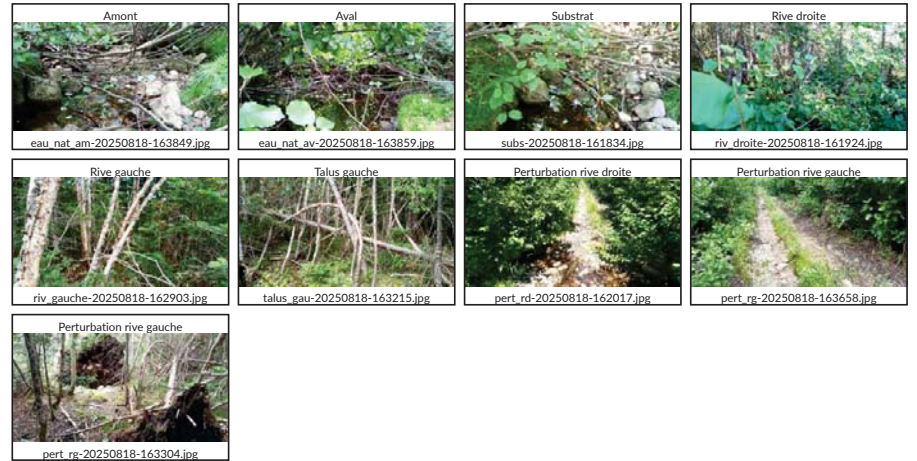 Amont
eau_nat_am-20250818-163849.jpg
Aval
eau_nat_av-20250818-163859.jpg
Substrat
subs-20250818-161834.jpg
Rive droite
riv_droite-20250818-161924.jpg
Rive gauche
riv_gauche-20250818-162903.jpg
Talus gauche
talus_gau-20250818-163215.jpg
Perturbation rive droite
pert_rd-20250818-162017.jpg
Perturbation rive gauche
pert_rg-20250818-163658.jpg
Perturbation rive gauche
pert_rg-20250818-163304.jpg